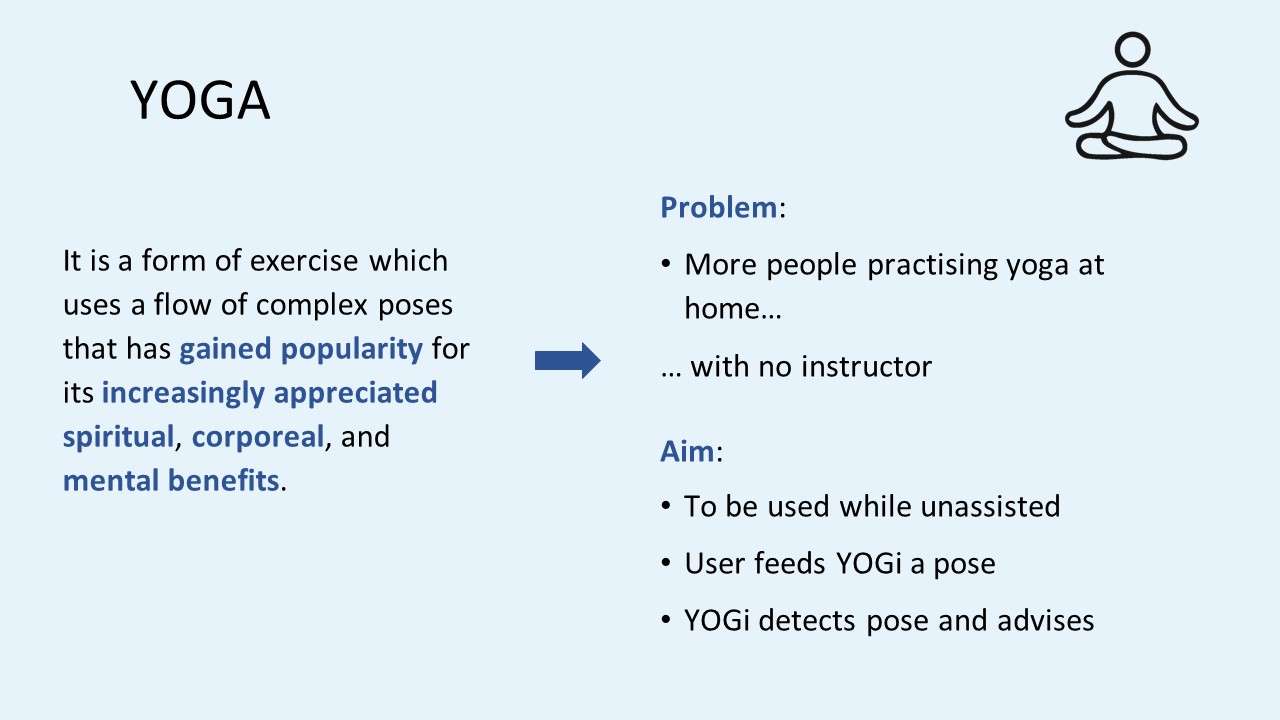 YOGA
It is a form of exercise which
uses a flow of complex poses
that has gained popularity for
its increasingly appreciated
spiritual, corporeal, and
mental benefits.
Problem:
• More people practising yoga at
home...
... with no instructor
Aim:
• To be used while unassisted
• User feeds YOGi a pose
• YOGi detects pose and advises